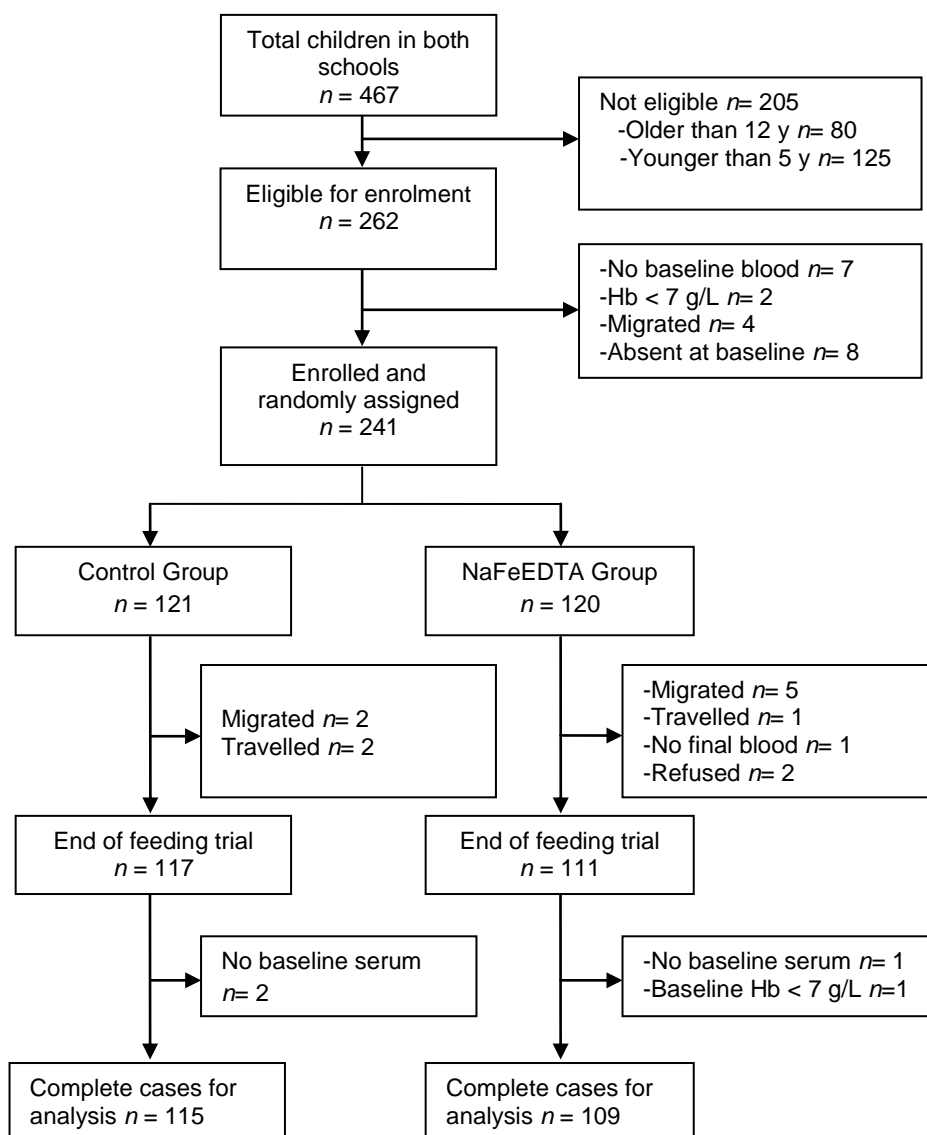 Total children in both
schools
n = 467
Not eligible n= 205
-Older than 12 y n= 80
-Younger than 5 y n= 125
Eligible for enrolment
n = 262
-No baseline blood n= 7
-Hb < 7 g/L n= 2
-Migrated n= 4
-Absent at baseline n= 8
Enrolled and
randomly assigned
n = 241
Control Group
n = 121
NaFeEDTA Group
n = 120
Migrated n= 2
Travelled n= 2
-Migrated n= 5
-Travelled n= 1
-No final blood n= 1
-Refused n= 2
End of feeding trial
n = 117
End of feeding trial
n = 111
No baseline serum
n= 2
-No baseline serum n= 1
-Baseline Hb < 7 g/L n=1
Complete cases for
analysis n = 115
Complete cases for
analysis n = 109